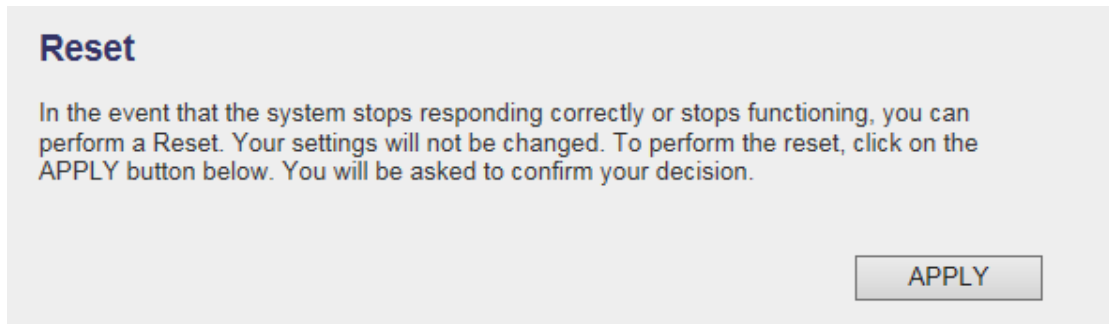 Reset
In the event that the system stops responding correctly or stops functioning, you can
perform a Reset. Your settings will not be changed. To perform the reset, click on the
APPLY button below. You will be asked to confirm your decision.
APPLY